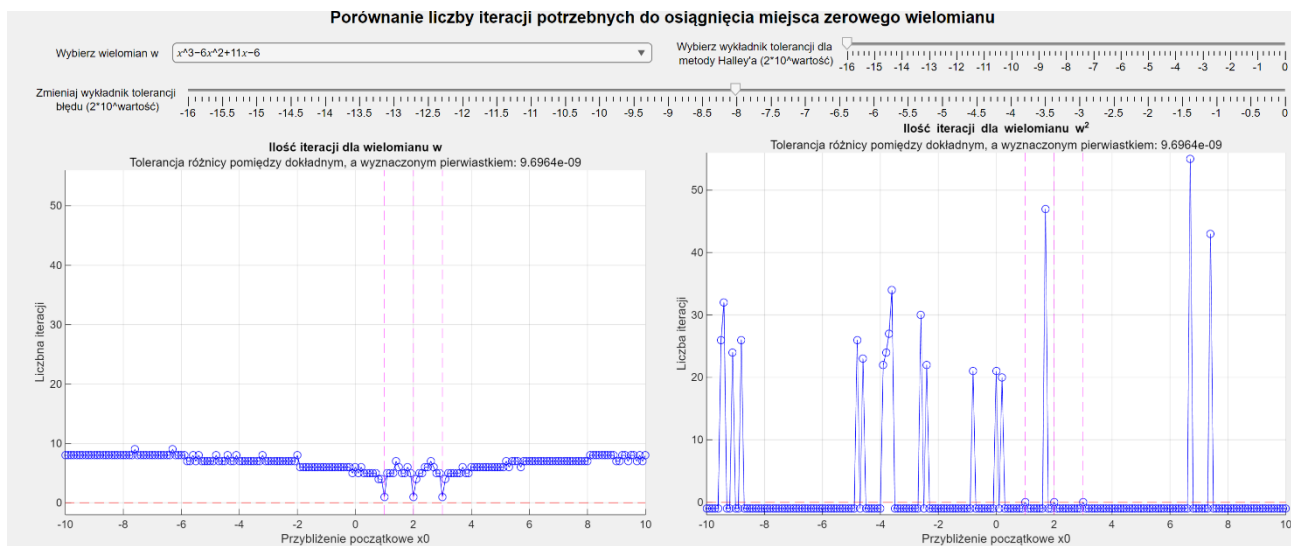 Porównanie liczby iteracji potrzebnych do osiągnięcia miejsca zerowego wielomianu
Wybierz wielomian w
x^3−6x^2+11x−6
Wybierz wykładnik tolerancji dla
metody Halley'a (2*10^wartość)
-16 -15 -14 -13 -12 -11 -10 -9 -8 -7 -6 -5 -4 -3 -2 -1 0
Zmieniaj wykładnik tolerancji
błędu (2*10^wartość)
-16 -15.5 -15 -14.5 -14 -13.5 -13 -12.5 -12 -11.5 -11 -10.5 -10 -9.5 -9 -8.5 -8 -7.5 -7 -6.5 -6 -5.5 -5 -4.5 -4 -3.5 -3 -2.5 -2 -1.5 -1 -0.5 0
Ilość iteracji dla wielomianu w
Tolerancja różnicy pomiędzy dokładnym, a wyznaczonym pierwiastkiem: 9.6964e-09
50
40
30
20
10
0
Liczbna iteracji
-10 -8 -6 -4 -2 0 2 4 6 8 10
Przybliżenie początkowe x0
Ilość iteracji dla wielomianu w²
Tolerancja różnicy pomiędzy dokładnym, a wyznaczonym pierwiastkiem: 9.6964e-09
50
40
30
20
10
0
Liczba iteracji
-10 -8 -6 -4 -2 0 2 4 6 8 10
Przybliżenie początkowe x0